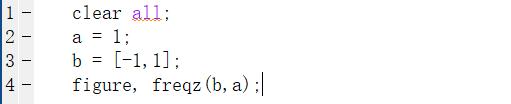 1 - clear all;
2 - a = 1;
3 - b = [-1,1];
4 - figure, freqz(b,a);